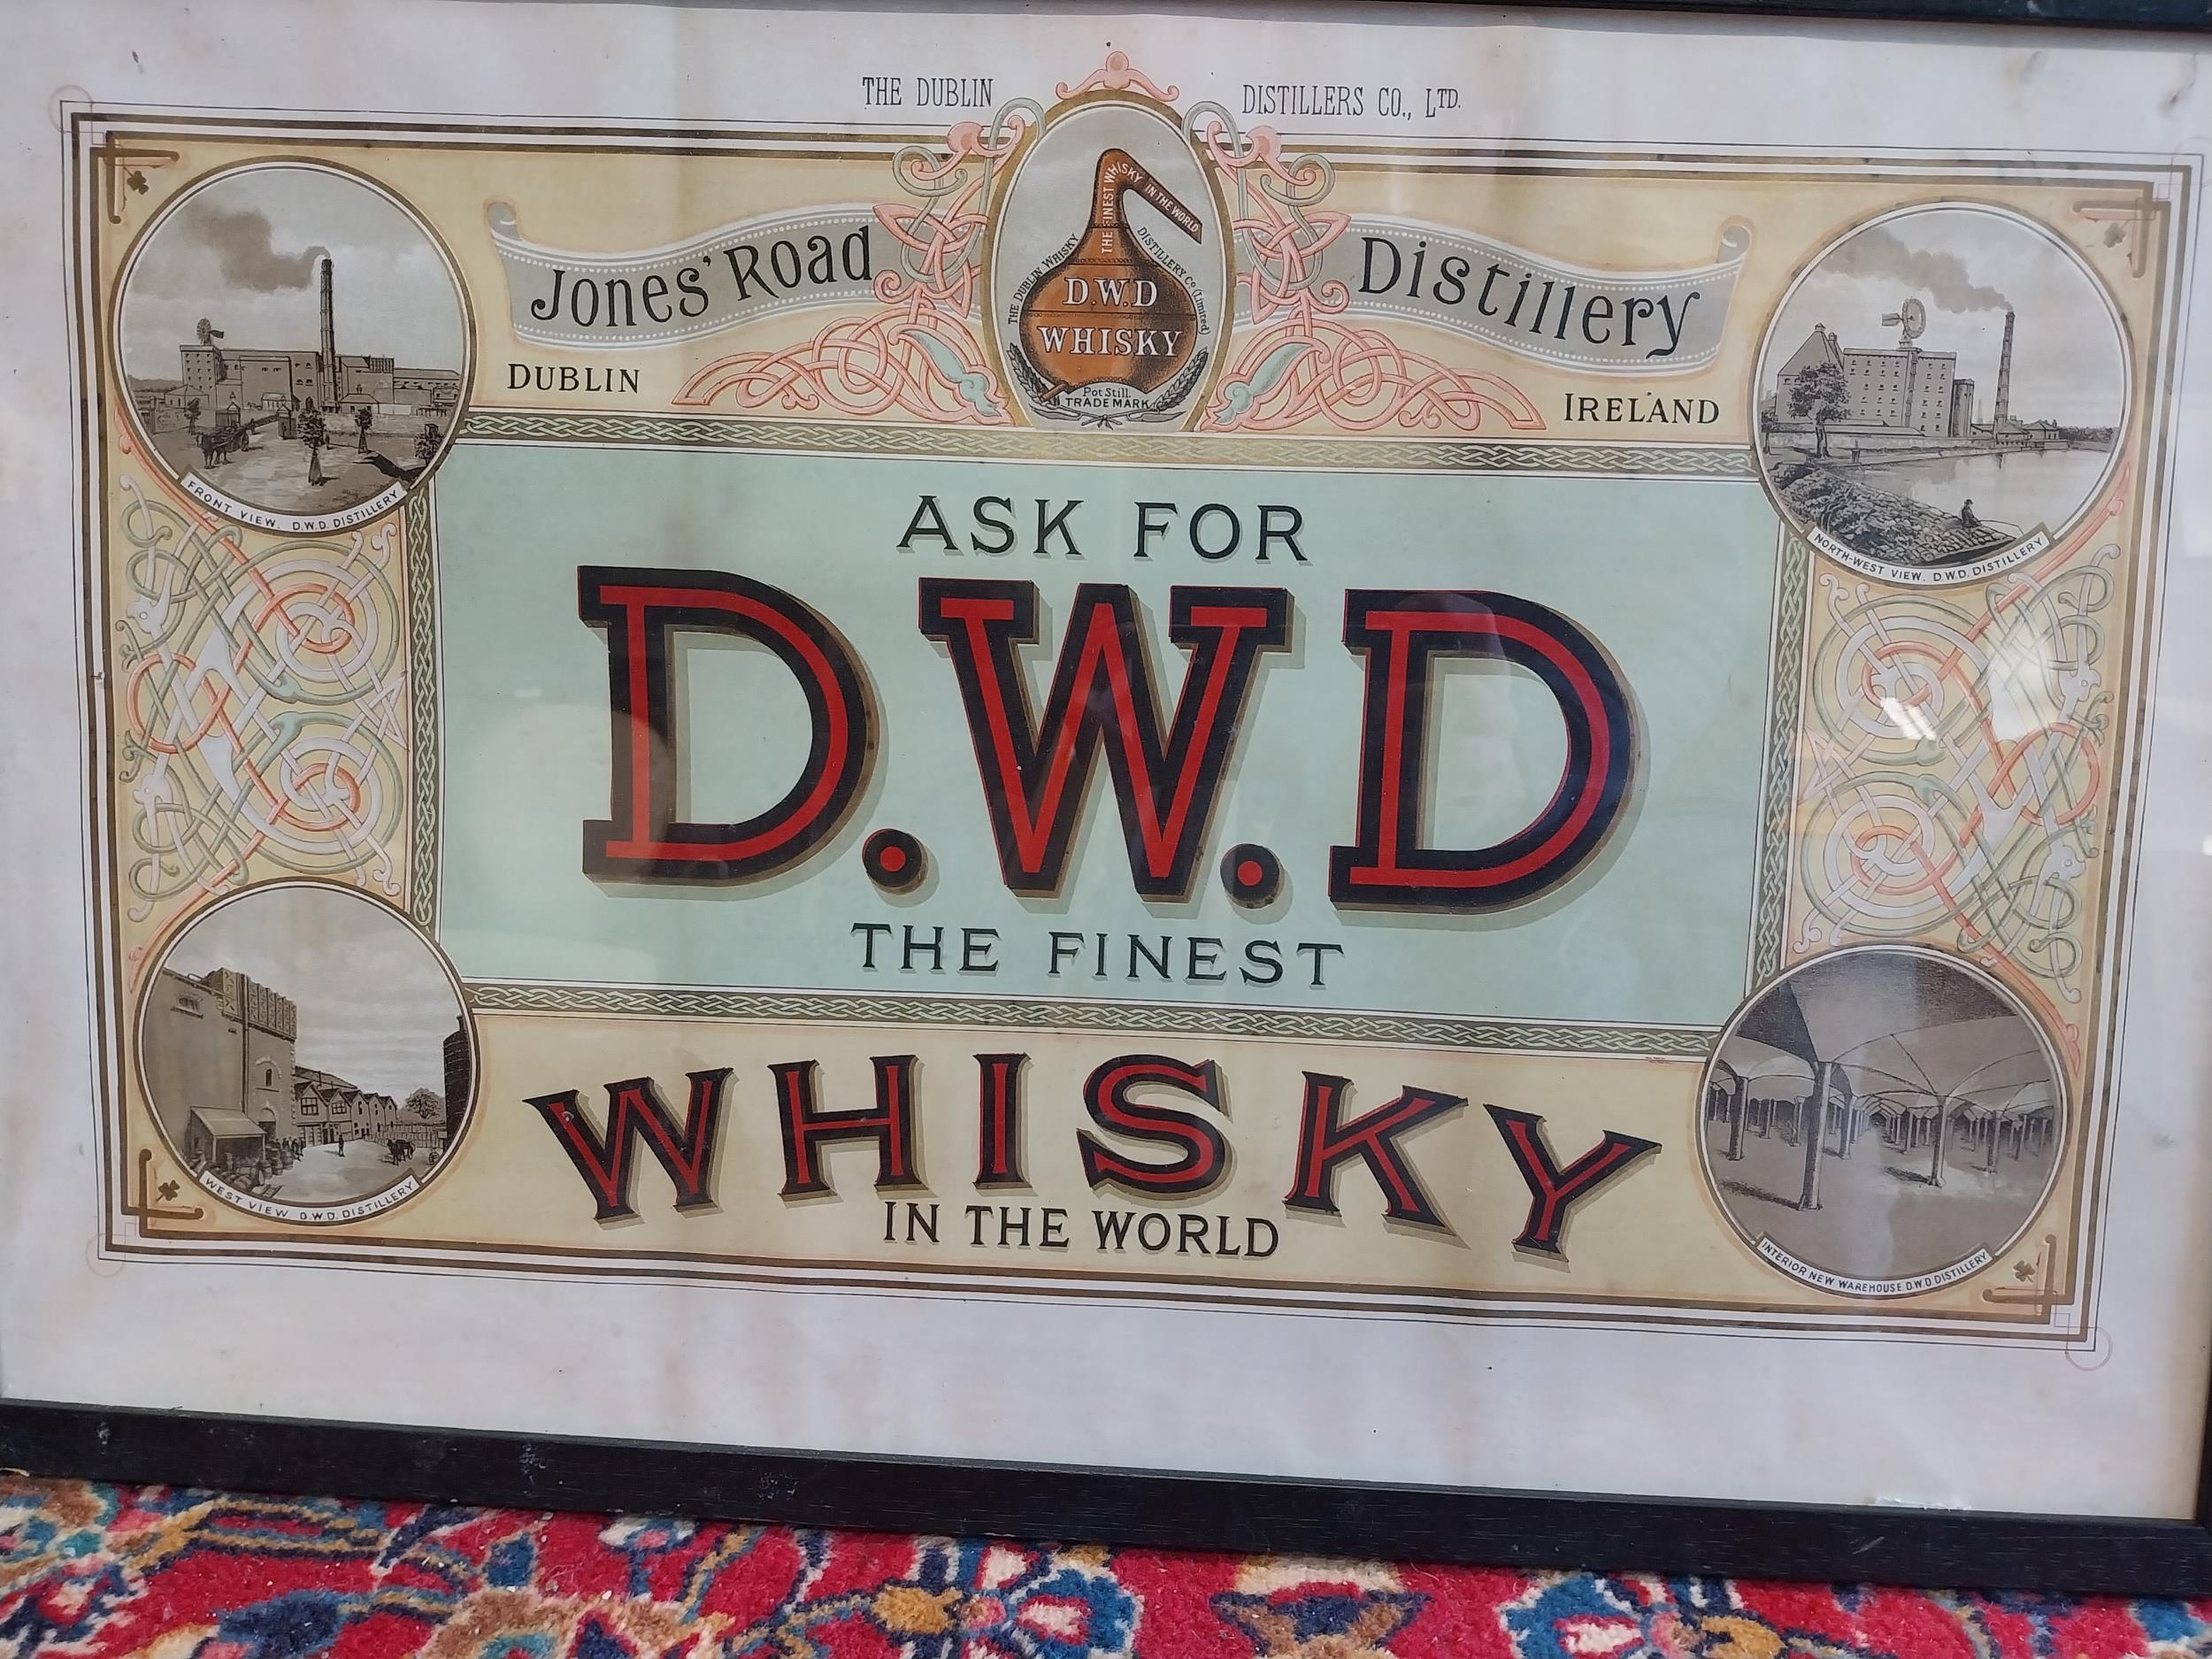 THE DUBLIN DISTILLERS CO., LTD.
Jones' Road Distillery
DUBLIN
IRELAND
THE FINEST WHISKY IN THE WORLD
THE DUBLIN WHISKY DISTILLERY Co (Limited)
D.W.D
WHISKY
Pot Still
TRADE MARK
FRONT VIEW. D.W.D. DISTILLERY
NORTH-WEST VIEW. D.W.D. DISTILLERY
ASK FOR
D.W.D
THE FINEST
WHISKY
IN THE WORLD
WEST VIEW D.W.D. DISTILLERY
INTERIOR NEW WAREHOUSE D.W.D DISTILLERY